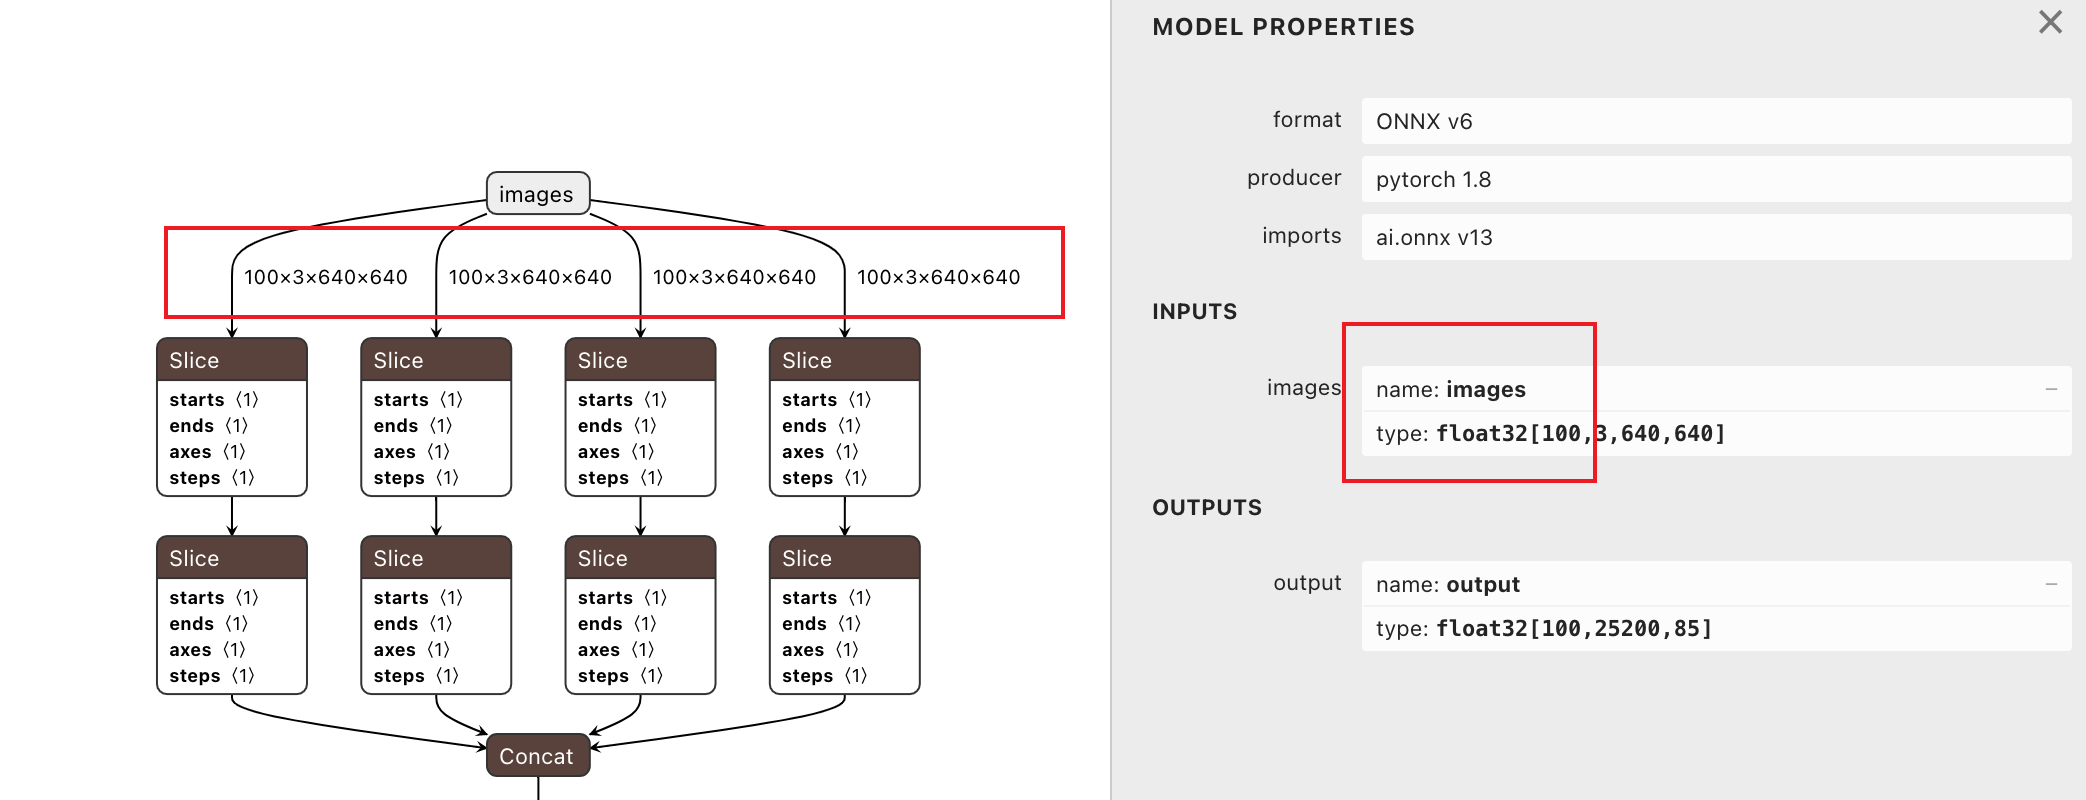 images
100×3×640×640 100×3×640×640 100×3×640×640 100×3×640×640
Slice Slice Slice Slice
starts ⟨1⟩ starts ⟨1⟩ starts ⟨1⟩ starts ⟨1⟩
ends ⟨1⟩ ends ⟨1⟩ ends ⟨1⟩ ends ⟨1⟩
axes ⟨1⟩ axes ⟨1⟩ axes ⟨1⟩ axes ⟨1⟩
steps ⟨1⟩ steps ⟨1⟩ steps ⟨1⟩ steps ⟨1⟩
Slice Slice Slice Slice
starts ⟨1⟩ starts ⟨1⟩ starts ⟨1⟩ starts ⟨1⟩
ends ⟨1⟩ ends ⟨1⟩ ends ⟨1⟩ ends ⟨1⟩
axes ⟨1⟩ axes ⟨1⟩ axes ⟨1⟩ axes ⟨1⟩
steps ⟨1⟩ steps ⟨1⟩ steps ⟨1⟩ steps ⟨1⟩
Concat
MODEL PROPERTIES
format ONNX v6
producer pytorch 1.8
imports ai.onnx v13
INPUTS
images name: images
type: float32[100,3,640,640]
OUTPUTS
output name: output
type: float32[100,25200,85]